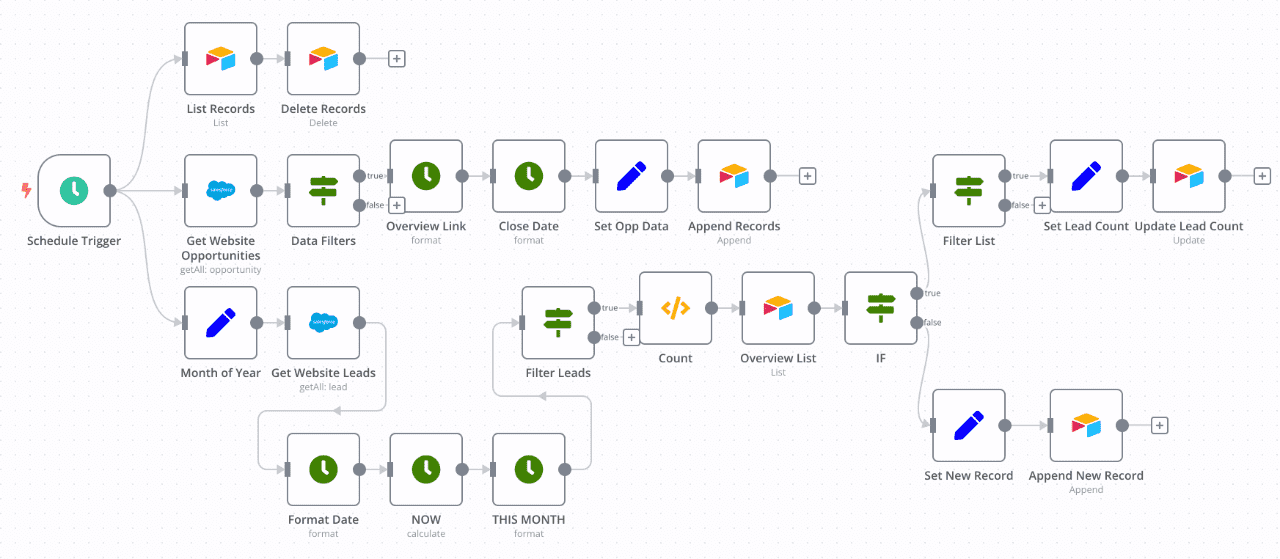 List Records
List
Delete Records
Delete
Schedule Trigger
salesforce
Get Website
Opportunities
getAll: opportunity
true
false
Data Filters
Overview Link
format
Close Date
format
Set Opp Data
Append Records
Append
true
false
Filter List
Set Lead Count
Update Lead Count
Update
Month of Year
salesforce
Get Website Leads
getAll: lead
true
false
Filter Leads
Count
Overview List
List
true
false
IF
Format Date
format
NOW
calculate
THIS MONTH
format
Set New Record
Append New Record
Append